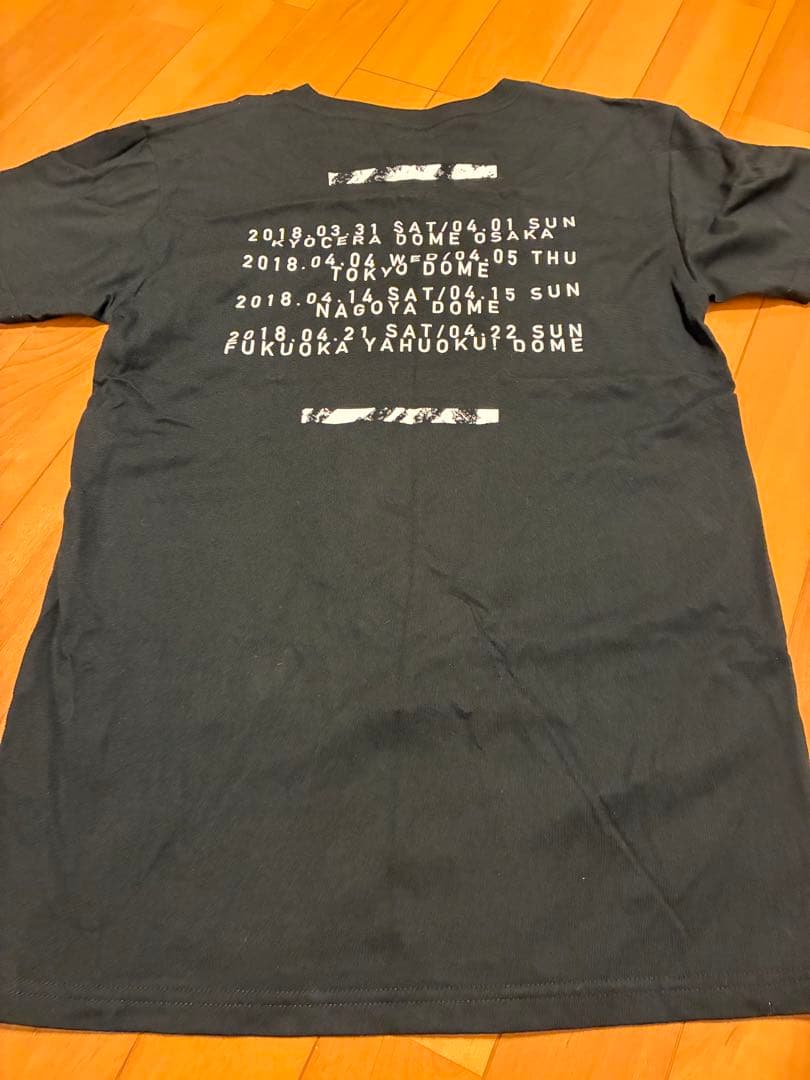 2018.03.31 SAT/04.01 SUN
KYOCERA DOME OSAKA
2018.04.04 WED/04.05 THU
TOKYO DOME
2018.04.14 SAT/04.15 SUN
NAGOYA DOME
2018.04.21 SAT/04.22 SUN
FUKUOKA YAHUOKU! DOME